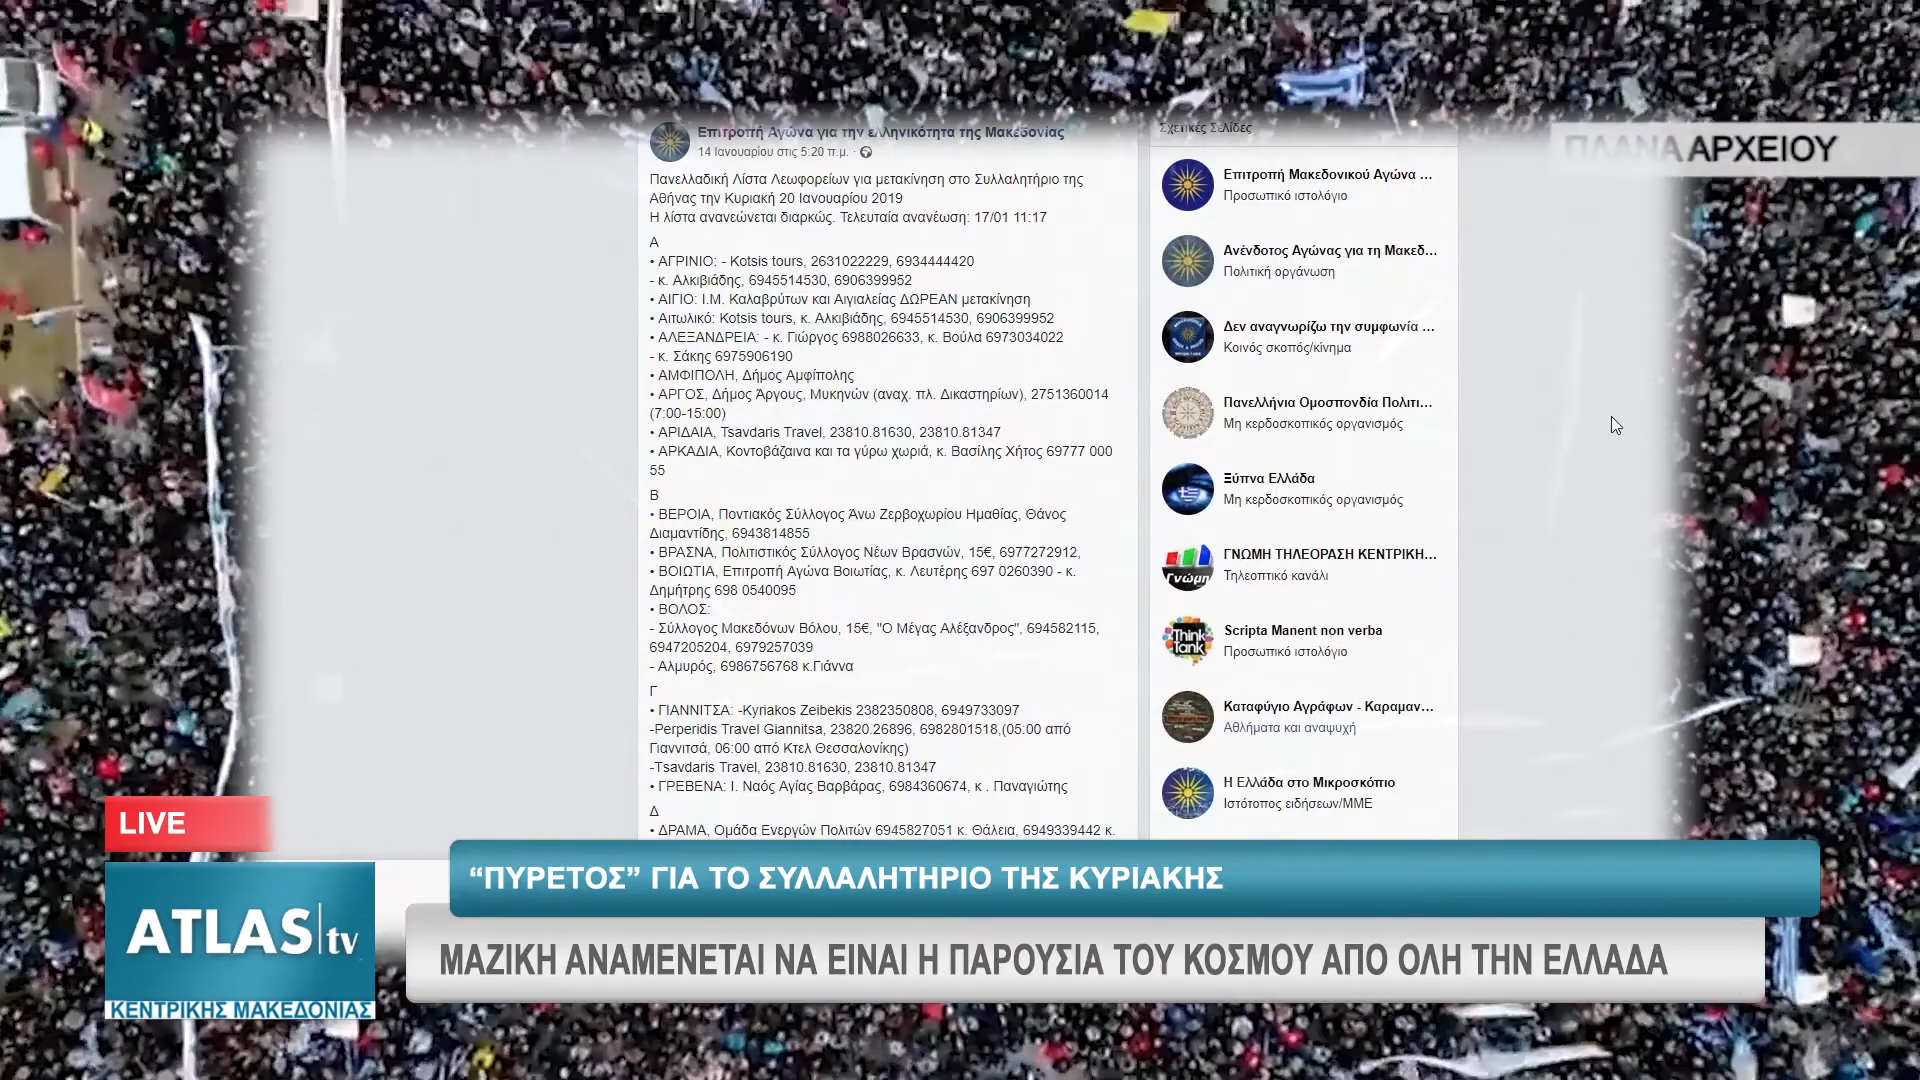 Επιτροπή Αγώνα για την ελληνικότητα της Μακεδονίας
14 Ιανουαρίου στις 5:20 π.μ. ·
Πανελλαδική Λίστα Λεωφορείων για μετακίνηση στο Συλλαλητήριο της
Αθήνας την Κυριακή 20 Ιανουαρίου 2019
Η λίστα ανανεώνεται διαρκώς. Τελευταία ανανέωση: 17/01 11:17
Α
• ΑΓΡΙΝΙΟ: - Kotsis tours, 2631022229, 6934444420
- κ. Αλκιβιάδης, 6945514530, 6906399952
• ΑΙΓΙΟ: Ι.Μ. Καλαβρύτων και Αιγιαλείας ΔΩΡΕΑΝ μετακίνηση
• Αιτωλικό: Kotsis tours, κ. Αλκιβιάδης, 6945514530, 6906399952
• ΑΛΕΞΑΝΔΡΕΙΑ: - κ. Γιώργος 6988026633, κ. Βούλα 6973034022
- κ. Σάκης 6975906190
• ΑΜΦΙΠΟΛΗ, Δήμος Αμφίπολης
• ΑΡΓΟΣ, Δήμος Άργους, Μυκηνών (αναχ. πλ. Δικαστηρίων), 2751360014
(7:00-15:00)
• ΑΡΙΔΑΙΑ, Tsavdaris Travel, 23810.81630, 23810.81347
• ΑΡΚΑΔΙΑ, Κοντοβάζαινα και τα γύρω χωριά, κ. Βασίλης Χήτος 69777 000
55
Β
• ΒΕΡΟΙΑ, Ποντιακός Σύλλογος Άνω Ζερβοχωρίου Ημαθίας, Θάνος
Διαμαντίδης, 6943814855
• ΒΡΑΣΝΑ, Πολιτιστικός Σύλλογος Νέων Βρασνών, 15€, 6977272912,
• ΒΟΙΩΤΙΑ, Επιτροπή Αγώνα Βοιωτίας, κ. Λευτέρης 697 0260390 - κ.
Δημήτρης 698 0540095
• ΒΟΛΟΣ:
- Σύλλογος Μακεδόνων Βόλου, 15€, "Ο Μέγας Αλέξανδρος", 694582115,
6947205204, 6979257039
- Αλμυρός, 6986756768 κ.Γιάννα
Γ
• ΓΙΑΝΝΙΤΣΑ: -Kyriakos Zeibekis 2382350808, 6949733097
-Perperidis Travel Giannitsa, 23820.26896, 6982801518,(05:00 από
Γιαννιτσά, 06:00 από Κτελ Θεσσαλονίκης)
-Tsavdaris Travel, 23810.81630, 23810.81347
• ΓΡΕΒΕΝΑ: Ι. Ναός Αγίας Βαρβάρας, 6984360674, κ . Παναγιώτης
Δ
• ΔΡΑΜΑ, Ομάδα Ενεργών Πολιτών 6945827051 κ. Θάλεια, 6949339442 κ.
Σχετικές Σελίδες
Επιτροπή Μακεδονικού Αγώνα ...
Προσωπικό ιστολόγιο
Ανένδοτος Αγώνας για τη Μακεδ...
Πολιτική οργάνωση
Δεν αναγνωρίζω την συμφωνία ...
Κοινός σκοπός/κίνημα
Πανελλήνια Ομοσπονδία Πολιτι...
Μη κερδοσκοπικός οργανισμός
Ξύπνα Ελλάδα
Μη κερδοσκοπικός οργανισμός
ΓΝΩΜΗ ΤΗΛΕΟΡΑΣΗ ΚΕΝΤΡΙΚΗ...
Τηλεοπτικό κανάλι
Γνώμη
Scripta Manent non verba
Προσωπικό ιστολόγιο
Think
Tank
Καταφύγιο Αγράφων - Καραμαν...
Αθλήματα και αναψυχή
Η Ελλάδα στο Μικροσκόπιο
Ιστότοπος ειδήσεων/ΜΜΕ
ΠΛΑΝΑ ΑΡΧΕΙΟΥ
LIVE
“ΠΥΡΕΤΟΣ” ΓΙΑ ΤΟ ΣΥΛΛΑΛΗΤΗΡΙΟ ΤΗΣ ΚΥΡΙΑΚΗΣ
ΜΑΖΙΚΗ ΑΝΑΜΕΝΕΤΑΙ ΝΑ ΕΙΝΑΙ Η ΠΑΡΟΥΣΙΑ ΤΟΥ ΚΟΣΜΟΥ ΑΠΟ ΟΛΗ ΤΗΝ ΕΛΛΑΔΑ
ATLAS tv
ΚΕΝΤΡΙΚΗΣ ΜΑΚΕΔΟΝΙΑΣ